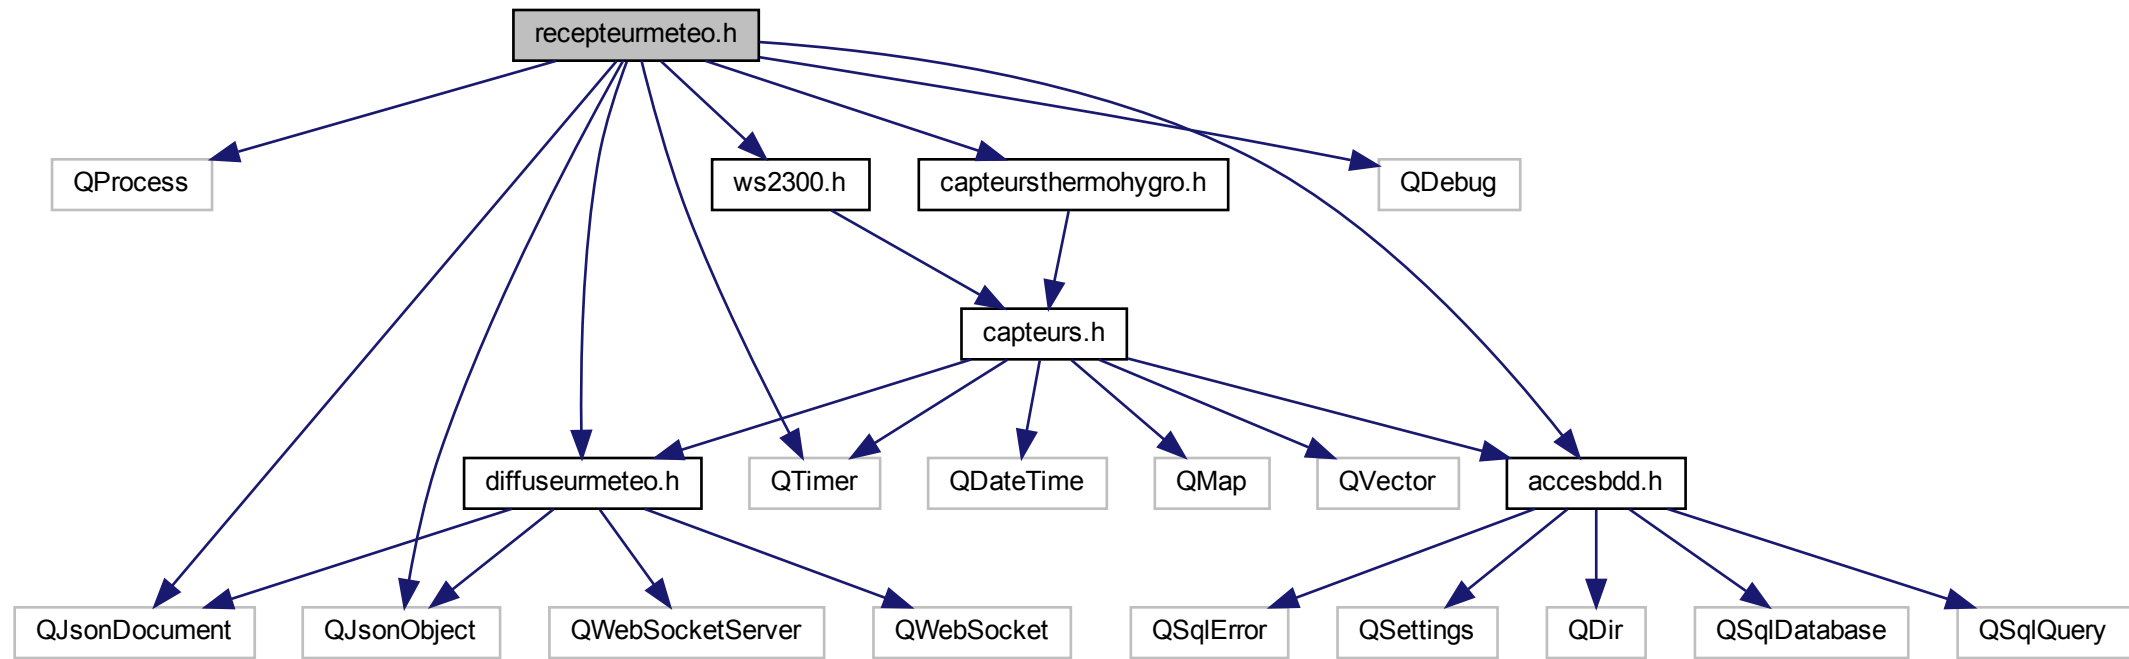 recepteurmeteo.h
QProcess
ws2300.h
capteursthermohygro.h
QDebug
capteurs.h
diffuseurmeteo.h
QTimer
QDateTime
QMap
QVector
accesbdd.h
QJsonDocument
QJsonObject
QWebSocketServer
QWebSocket
QSqlError
QSettings
QDir
QSqlDatabase
QSqlQuery